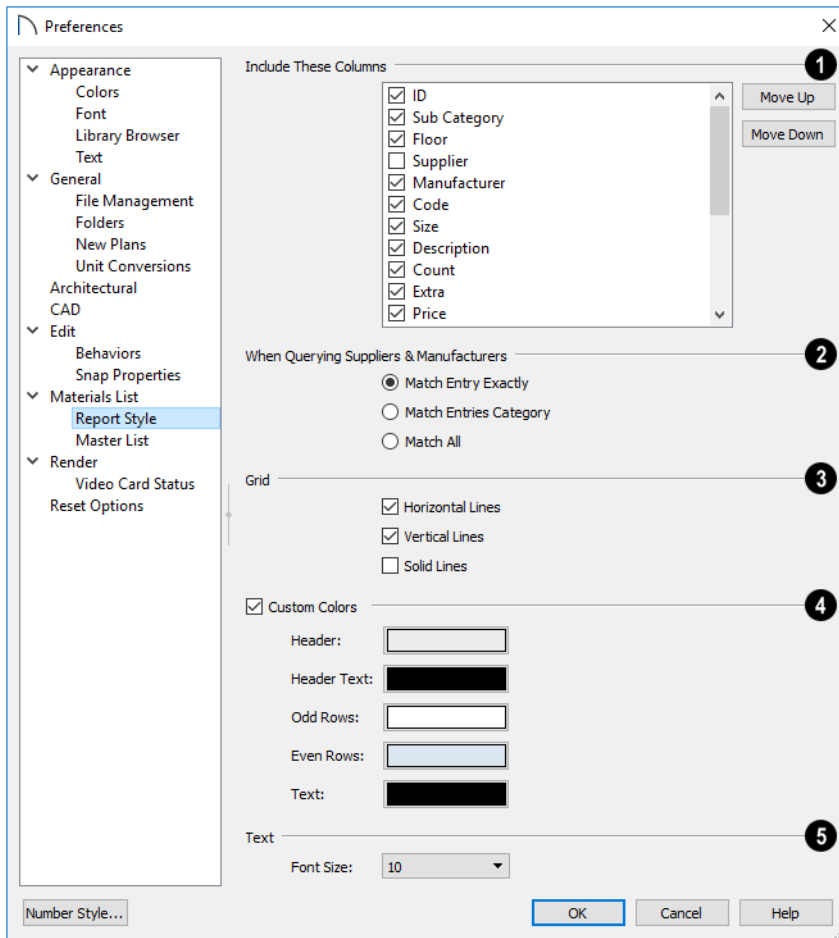 Preferences
Appearance
Colors
Font
Library Browser
Text
General
File Management
Folders
New Plans
Unit Conversions
Architectural
CAD
Edit
Behaviors
Snap Properties
Materials List
Report Style
Master List
Render
Video Card Status
Reset Options
Include These Columns
1
ID
Sub Category
Floor
Supplier
Manufacturer
Code
Size
Description
Count
Extra
Price
Move Up
Move Down
When Querying Suppliers & Manufacturers
2
Match Entry Exactly
Match Entries Category
Match All
Grid
3
Horizontal Lines
Vertical Lines
Solid Lines
Custom Colors
4
Header:
Header Text:
Odd Rows:
Even Rows:
Text:
Text
5
Font Size: 10
Number Style... OK Cancel Help